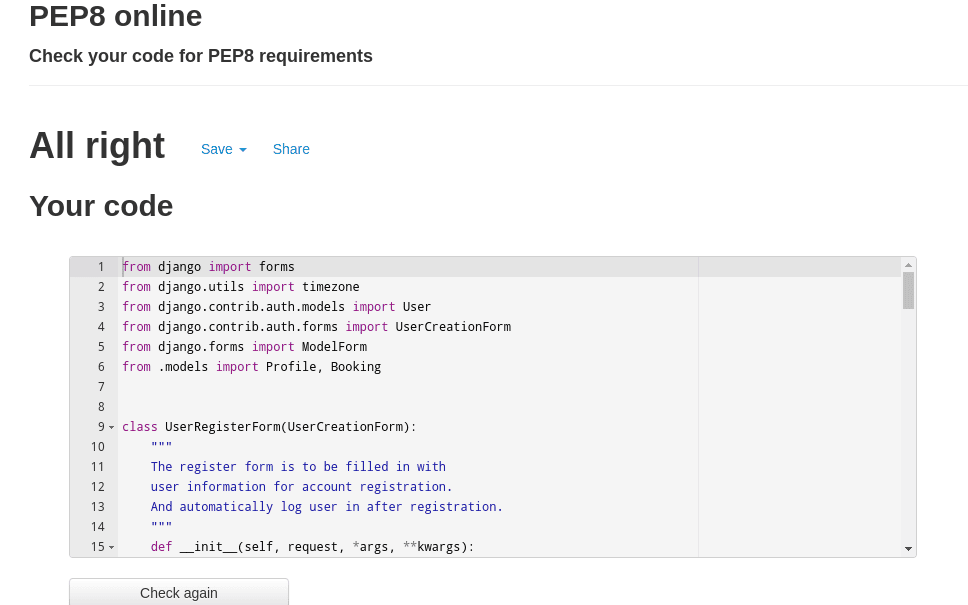 PEP8 online
Check your code for PEP8 requirements
All right Save Share
Your code
1 from django import forms
2 from django.utils import timezone
3 from django.contrib.auth.models import User
4 from django.contrib.auth.forms import UserCreationForm
5 from django.forms import ModelForm
6 from .models import Profile, Booking
7
8
9 class UserRegisterForm(UserCreationForm):
10 """
11 The register form is to be filled in with
12 user information for account registration.
13 And automatically log user in after registration.
14 """
15 def __init__(self, request, *args, **kwargs):
Check again